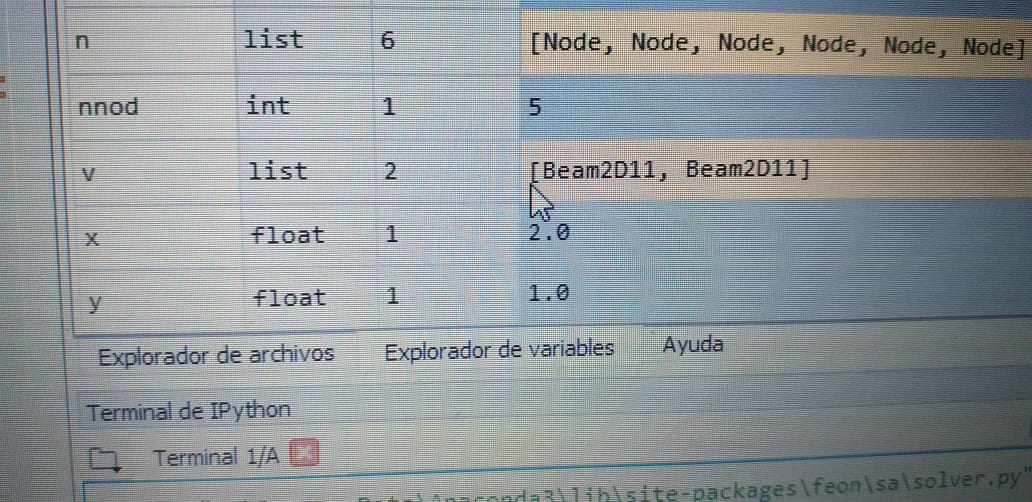 n list 6 [Node, Node, Node, Node, Node, Node]
nnod int 1 5
v list 2 [Beam2D11, Beam2D11]
x float 1 2.0
y float 1 1.0
Explorador de archivos Explorador de variables Ayuda
Terminal de IPython
Terminal 1/A
Data\Anaconda3\lib\site-packages\feon\sa\solver.py"